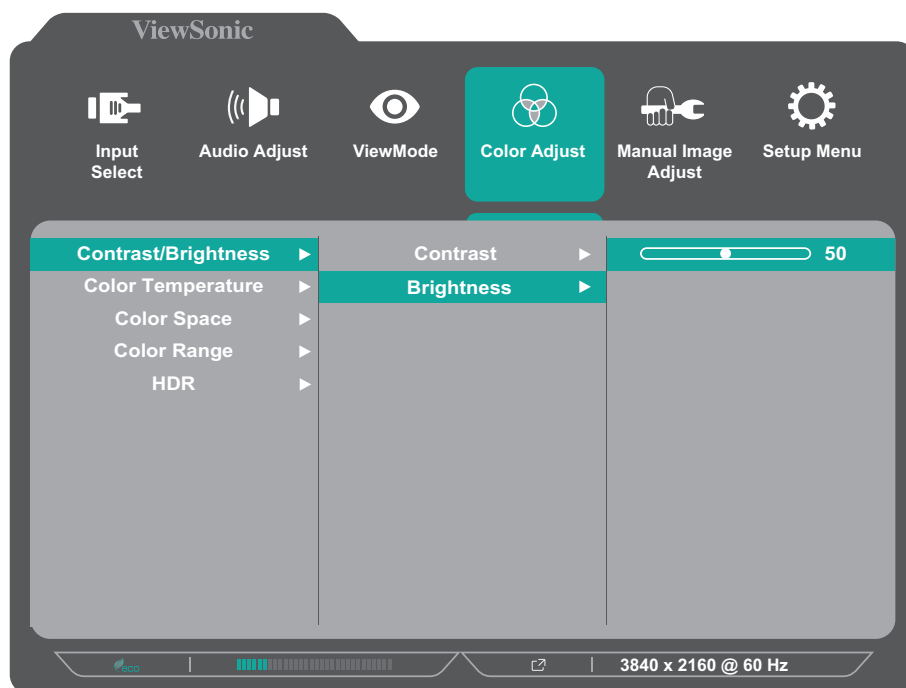 ViewSonic
Input Select
Audio Adjust
ViewMode
Color Adjust
Manual Image Adjust
Setup Menu
Contrast/Brightness
Contrast
50
Color Temperature
Brightness
Color Space
Color Range
HDR
eco
3840 x 2160 @ 60 Hz